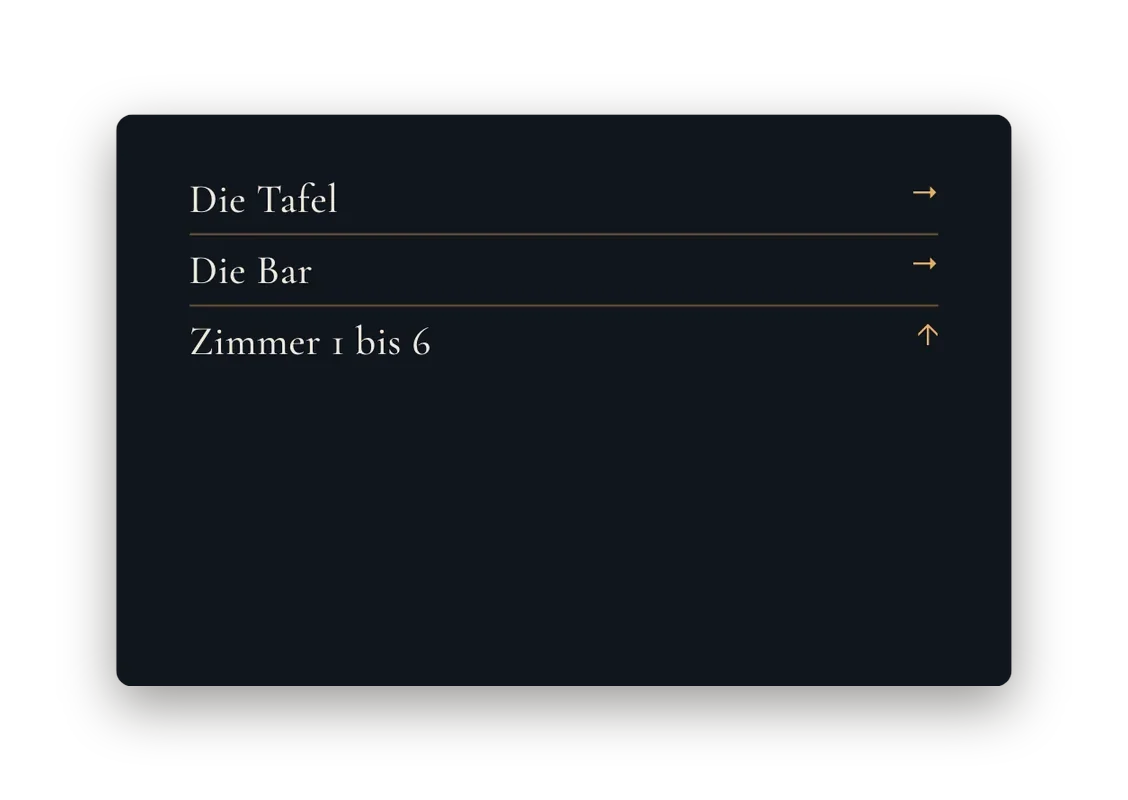 Die Tafel →
Die Bar →
Zimmer 1 bis 6 ↑